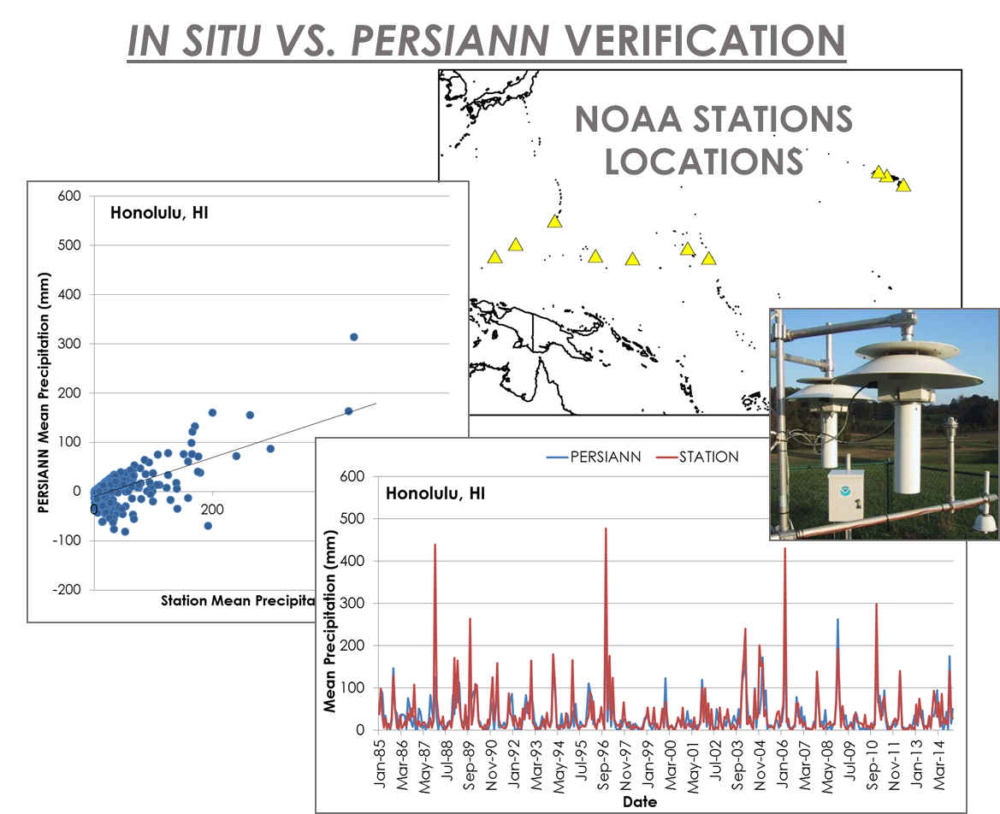 IN SITU VS. PERSIANN VERIFICATION
NOAA STATIONS
LOCATIONS
600
Honolulu, HI
500
400
300
200
100
0
-100
-200
0
200
PERSIANN Mean Precipitation (mm)
Station Mean Precipita
PERSIANN
STATION
600
Honolulu, HI
500
400
300
200
100
0
Mean Precipitation (mm)
Jan-85
Mar-86
May-87
Jul-88
Sep-89
Nov-90
Jan-92
Mar-93
May-94
Jul-95
Sep-96
Nov-97
Jan-99
Mar-00
May-01
Jul-02
Sep-03
Nov-04
Jan-06
Mar-07
May-08
Jul-09
Sep-10
Nov-11
Jan-13
Mar-14
Date